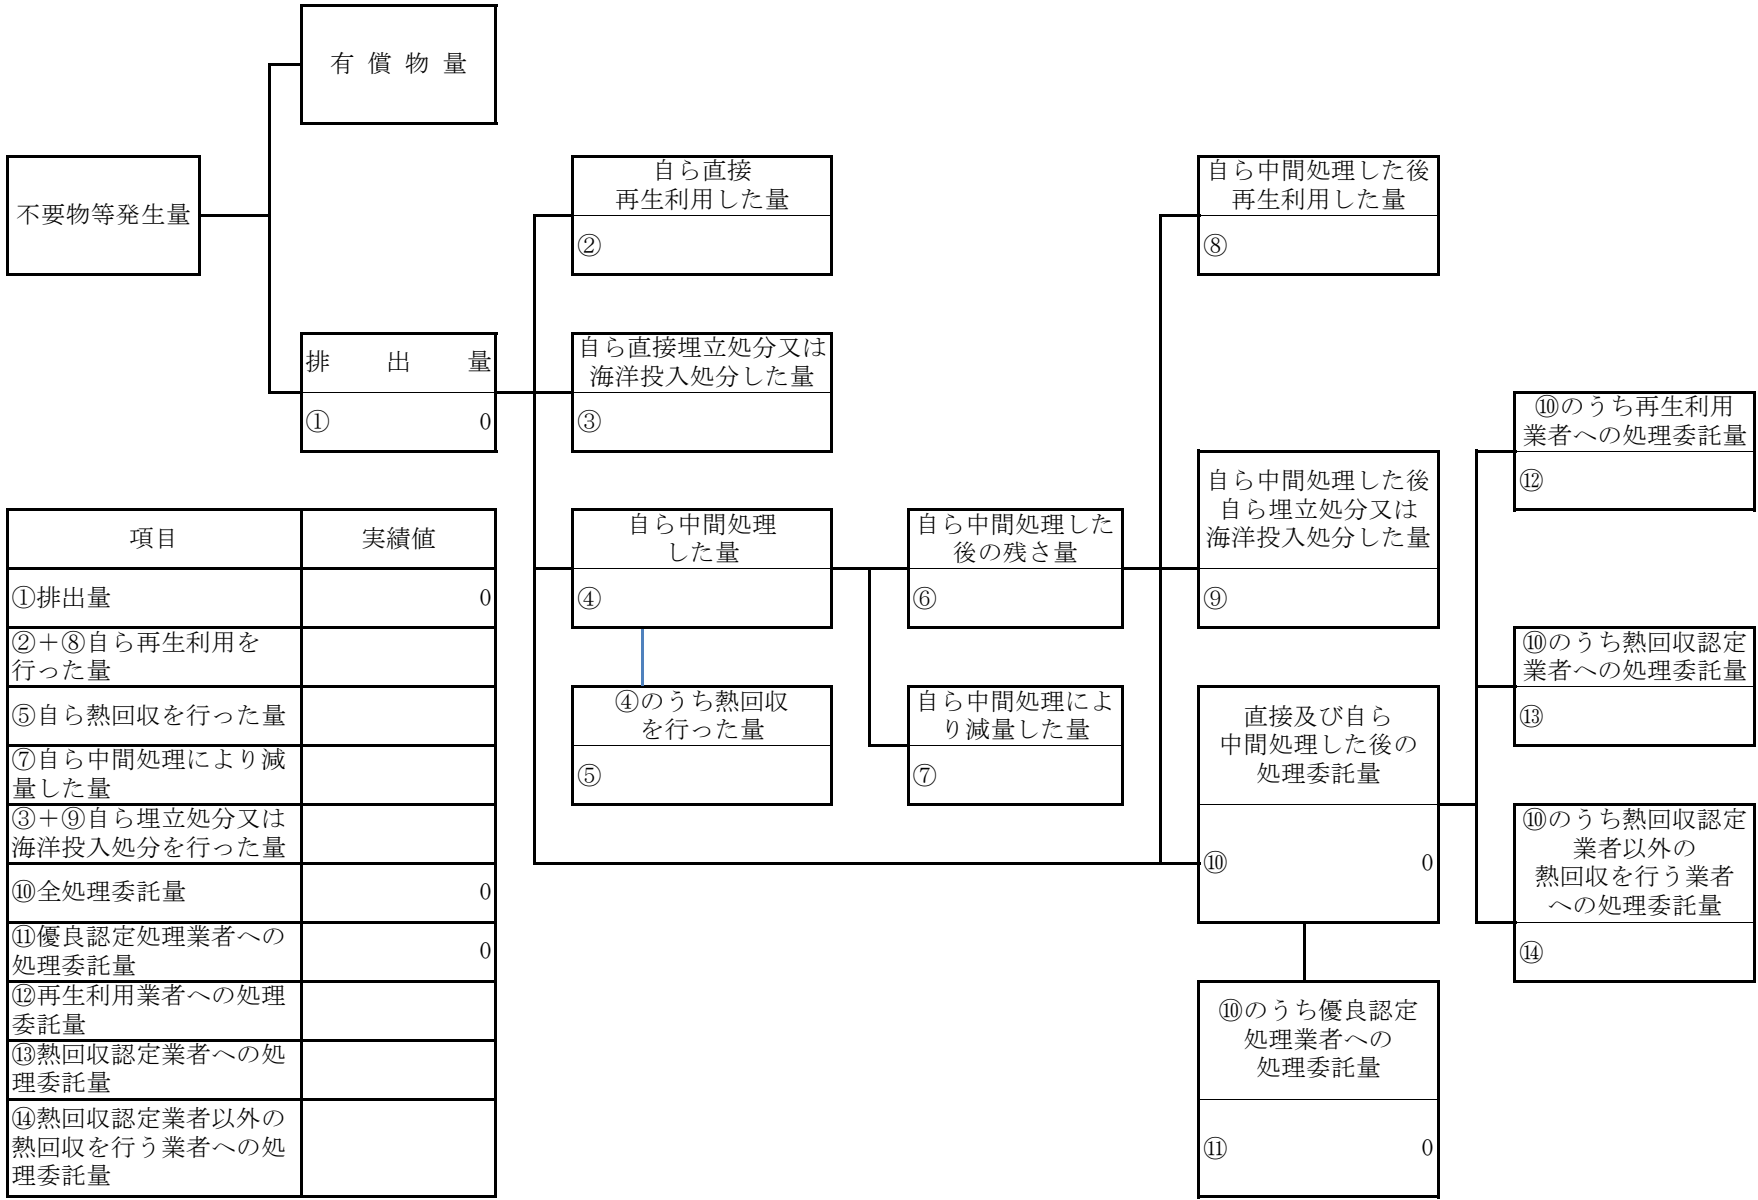 有償物量
不要物等発生量
自ら直接
再生利用した量
②
自ら中間処理した後
再生利用した量
⑧
排出量
① 0
自ら直接埋立処分又は
海洋投入処分した量
③
⑩のうち再生利用
業者への処理委託量
⑫
自ら中間処理した後
自ら埋立処分又は
海洋投入処分した量
⑨
自ら中間処理
した量
④
自ら中間処理した
後の残さ量
⑥
④のうち熱回収
を行った量
⑤
自ら中間処理によ
り減量した量
⑦
直接及び自ら
中間処理した後の
処理委託量
⑩ 0
⑩のうち熱回収認定
業者への処理委託量
⑬
⑩のうち熱回収認定
業者以外の
熱回収を行う業者
への処理委託量
⑭
⑩のうち優良認定
処理業者への
処理委託量
⑪ 0
項目 実績値
①排出量 0
②+⑧自ら再生利用を
行った量
⑤自ら熱回収を行った量
⑦自ら中間処理により減
量した量
③+⑨自ら埋立処分又は
海洋投入処分を行った量
⑩全処理委託量 0
⑪優良認定処理業者への
処理委託量 0
⑫再生利用業者への処理
委託量
⑬熱回収認定業者への処
理委託量
⑭熱回収認定業者以外の
熱回収を行う業者への処
理委託量